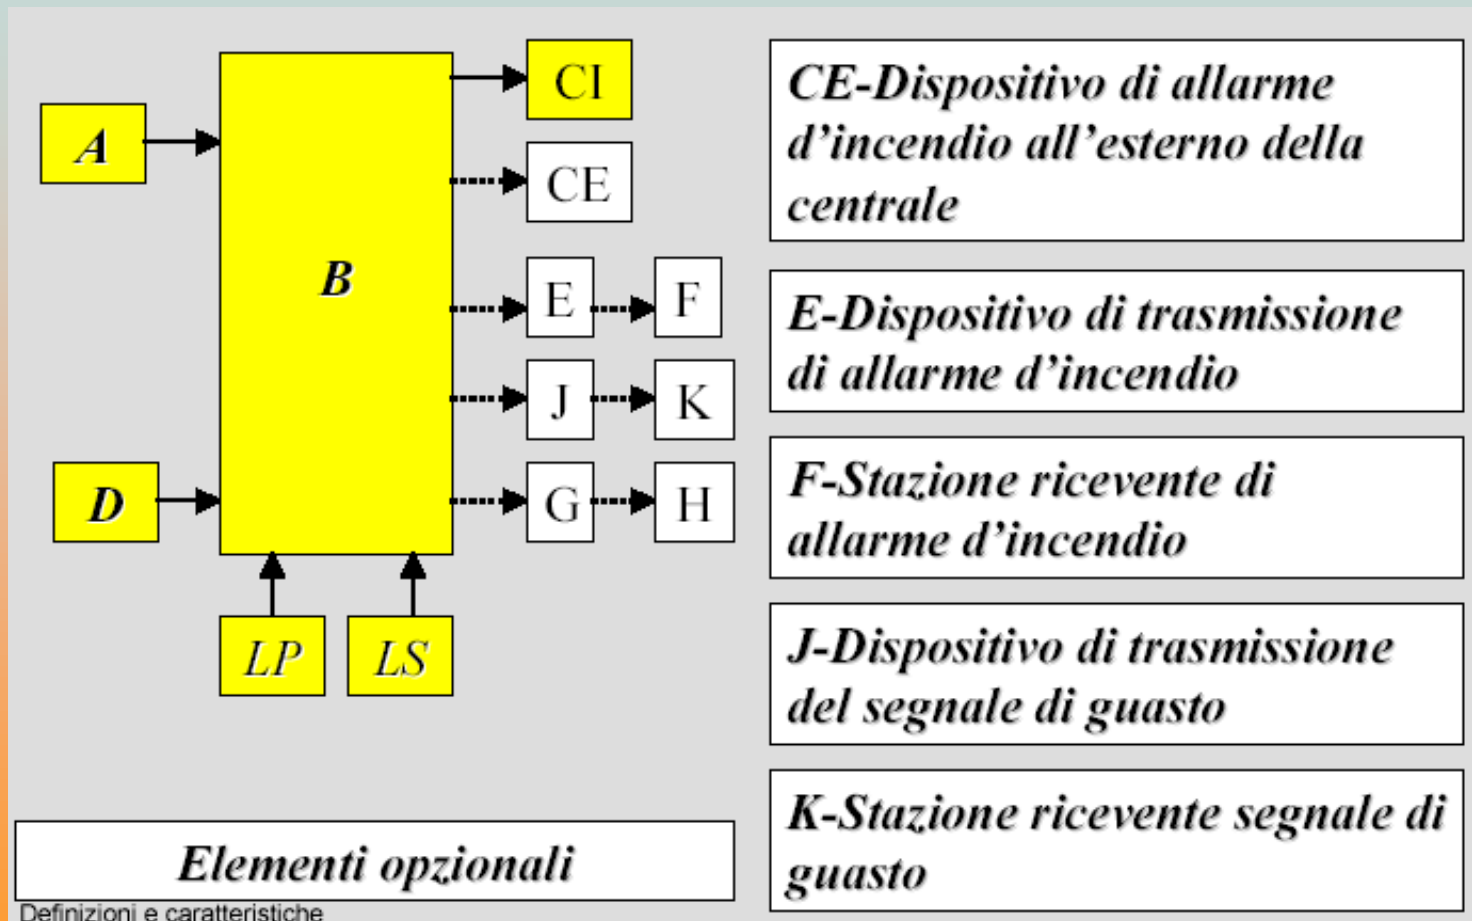 A
B
D
LP
LS
CI
CE
E
F
J
K
G
H
CE-Dispositivo di allarme
d’incendio all’esterno della
centrale
E-Dispositivo di trasmissione
di allarme d’incendio
F-Stazione ricevente di
allarme d’incendio
J-Dispositivo di trasmissione
del segnale di guasto
K-Stazione ricevente segnale di
guasto
Elementi opzionali
Definizioni e caratteristiche